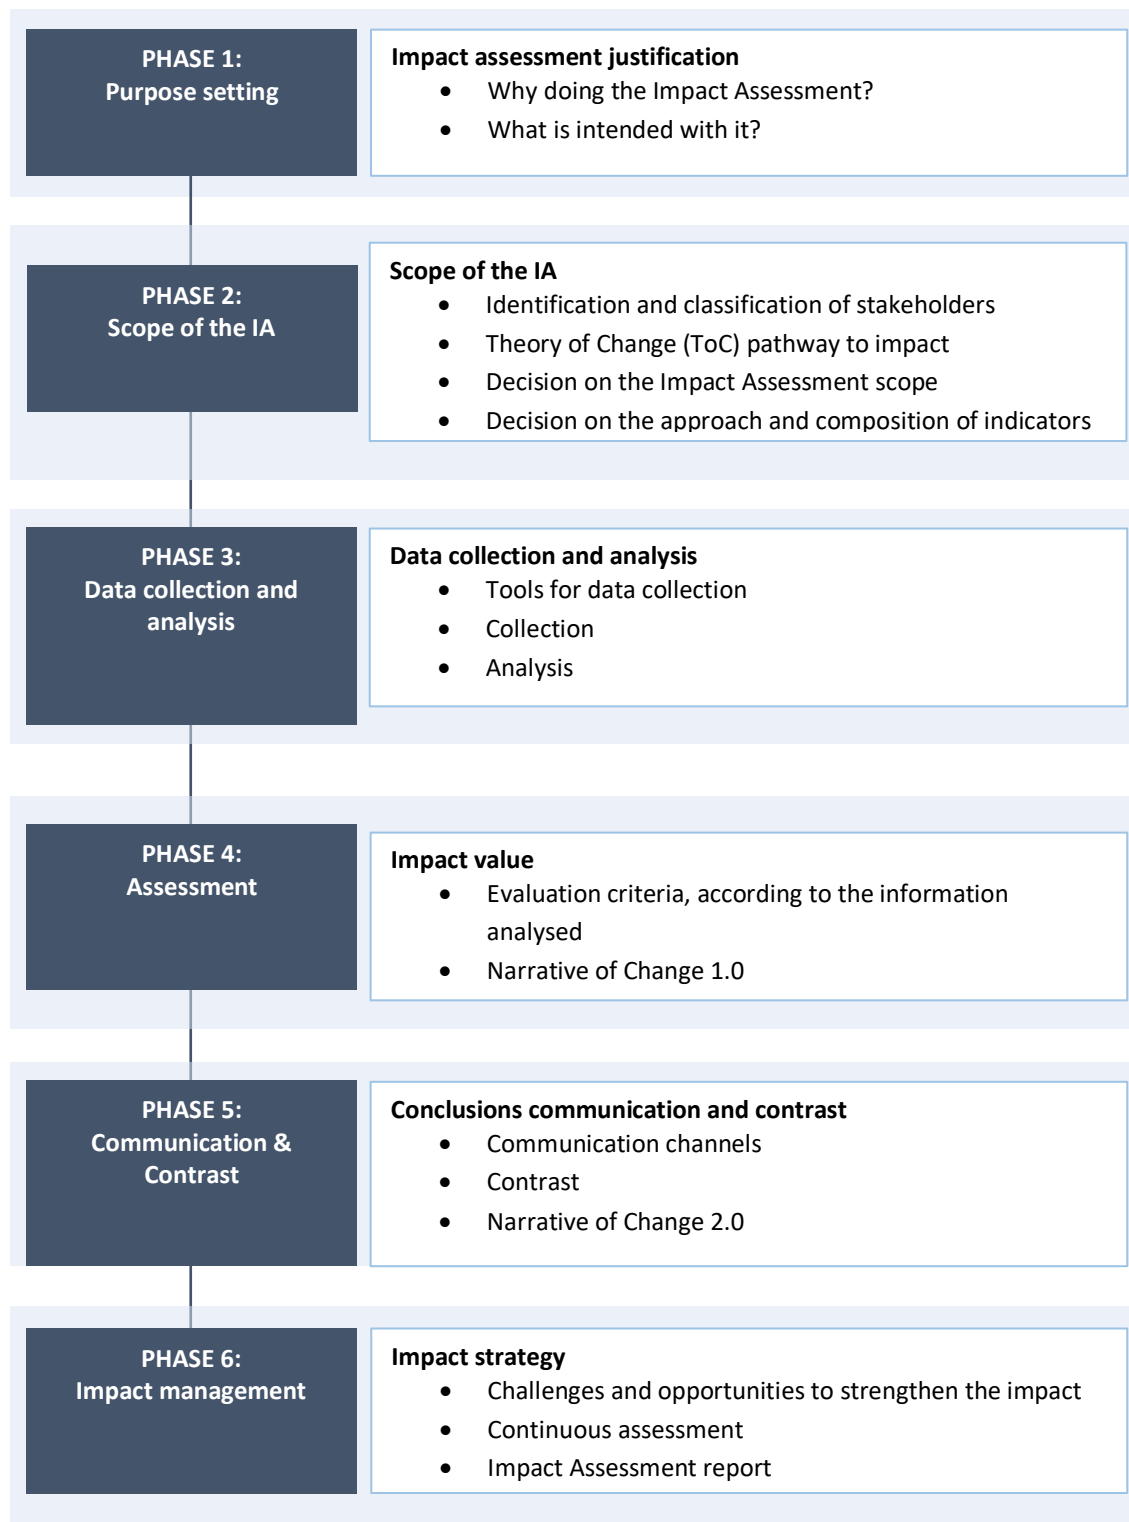 PHASE 1:
Purpose setting
Impact assessment justification
• Why doing the Impact Assessment?
• What is intended with it?
PHASE 2:
Scope of the IA
Scope of the IA
• Identification and classification of stakeholders
• Theory of Change (ToC) pathway to impact
• Decision on the Impact Assessment scope
• Decision on the approach and composition of indicators
PHASE 3:
Data collection and
analysis
Data collection and analysis
• Tools for data collection
• Collection
• Analysis
PHASE 4:
Assessment
Impact value
• Evaluation criteria, according to the information
analysed
• Narrative of Change 1.0
PHASE 5:
Communication &
Contrast
Conclusions communication and contrast
• Communication channels
• Contrast
• Narrative of Change 2.0
PHASE 6:
Impact management
Impact strategy
• Challenges and opportunities to strengthen the impact
• Continuous assessment
• Impact Assessment report